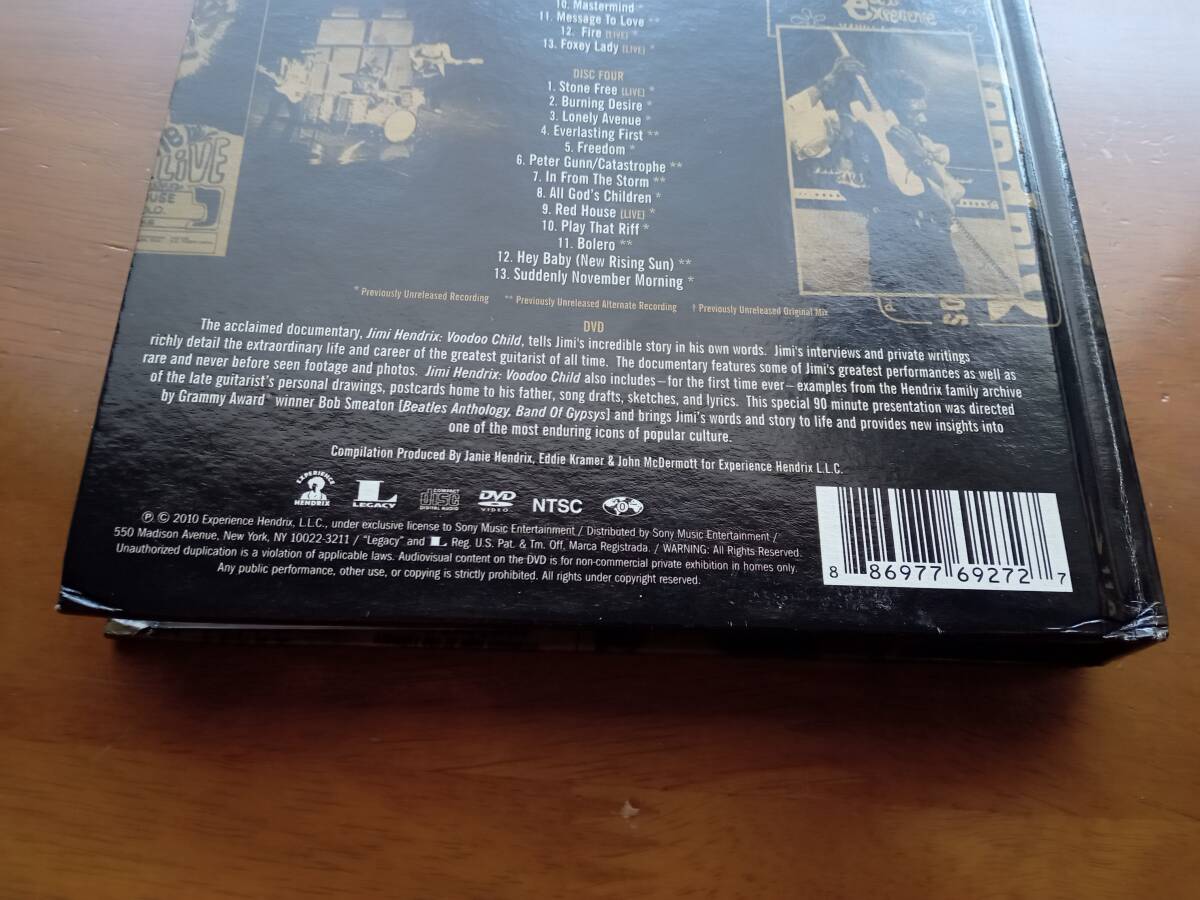 10. Mastermind *
11. Message To Love **
12. Fire [LIVE] *
13. Foxey Lady [LIVE] *
Experience
DISC FOUR
1. Stone Free [LIVE] *
2. Burning Desire *
3. Lonely Avenue *
4. Everlasting First **
5. Freedom *
6. Peter Gunn/Catastrophe **
7. In From The Storm **
8. All God's Children *
9. Red House [LIVE] *
10. Play That Riff *
11. Bolero **
12. Hey Baby (New Rising Sun) **
13. Suddenly November Morning *
LIVE
* Previously Unreleased Recording ** Previously Unreleased Alternate Recording † Previously Unreleased Original Mix
DVD
The acclaimed documentary, Jimi Hendrix: Voodoo Child, tells Jimi's incredible story in his own words. Jimi's interviews and private writings
richly detail the extraordinary life and career of the greatest guitarist of all time. The documentary features some of Jimi's greatest performances as well as
rare and never before seen footage and photos. Jimi Hendrix: Voodoo Child also includes—for the first time ever—examples from the Hendrix family archive
of the late guitarist's personal drawings, postcards home to his father, song drafts, sketches, and lyrics. This special 90 minute presentation was directed
by Grammy Award® winner Bob Smeaton [Beatles Anthology, Band Of Gypsys] and brings Jimi's words and story to life and provides new insights into
one of the most enduring icons of popular culture.
Compilation Produced By Janie Hendrix, Eddie Kramer & John McDermott for Experience Hendrix L.L.C.
EXPERIENCE HENDRIX L LEGACY COMPACT disc DIGITAL AUDIO DVD VIDEO NTSC 0
℗ © 2010 Experience Hendrix, L.L.C., under exclusive license to Sony Music Entertainment / Distributed by Sony Music Entertainment /
550 Madison Avenue, New York, NY 10022-3211 / "Legacy" and L Reg. U.S. Pat. & Tm. Off, Marca Registrada. / WARNING: All Rights Reserved.
Unauthorized duplication is a violation of applicable laws. Audiovisual content on the DVD is for non-commercial private exhibition in homes only.
Any public performance, other use, or copying is strictly prohibited. All rights under copyright reserved.
8 86977 69272 7